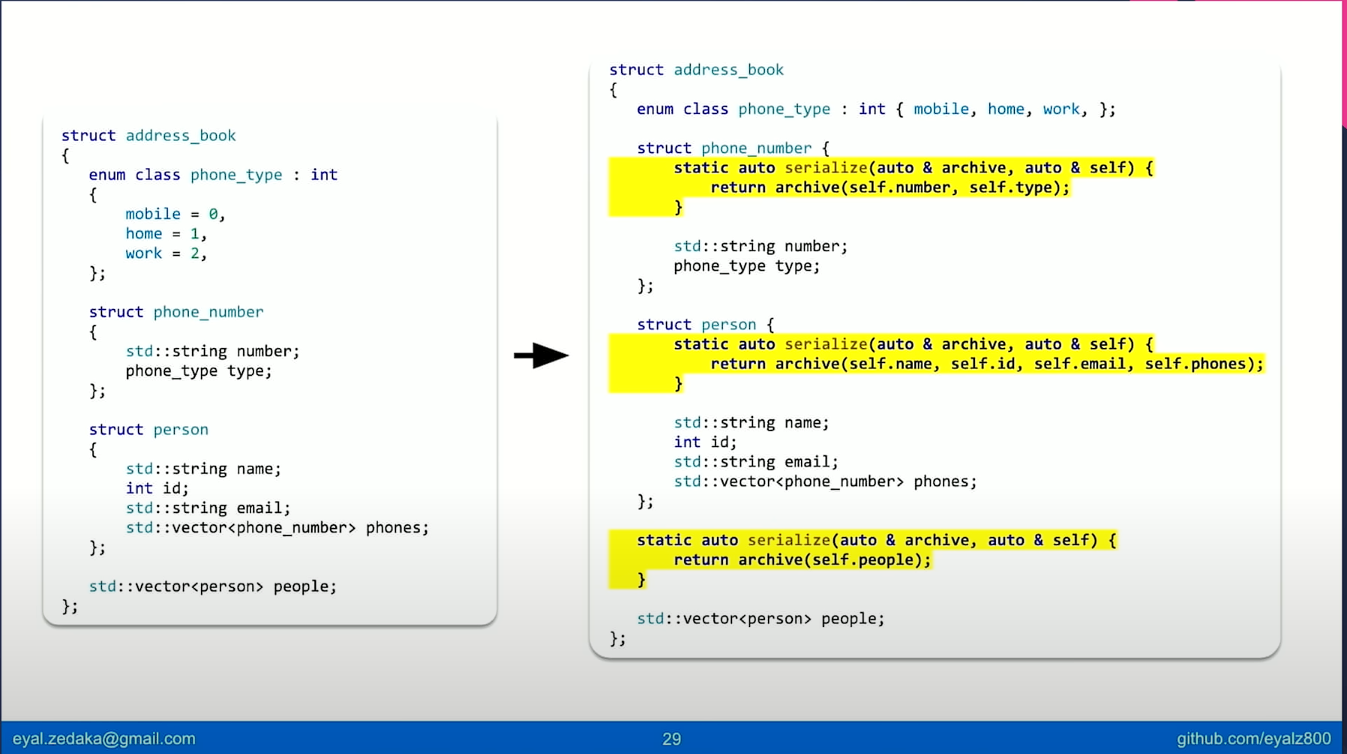 struct address_book
{
    enum class phone_type : int
    {
        mobile = 0,
        home = 1,
        work = 2,
    };

    struct phone_number
    {
        std::string number;
        phone_type type;
    };

    struct person
    {
        std::string name;
        int id;
        std::string email;
        std::vector<phone_number> phones;
    };

    std::vector<person> people;
};
struct address_book
{
    enum class phone_type : int { mobile, home, work, };

    struct phone_number {
        static auto serialize(auto & archive, auto & self) {
            return archive(self.number, self.type);
        }

        std::string number;
        phone_type type;
    };

    struct person {
        static auto serialize(auto & archive, auto & self) {
            return archive(self.name, self.id, self.email, self.phones);
        }

        std::string name;
        int id;
        std::string email;
        std::vector<phone_number> phones;
    };

    static auto serialize(auto & archive, auto & self) {
        return archive(self.people);
    }

    std::vector<person> people;
};
eyal.zedaka@gmail.com
29
github.com/eyalz800